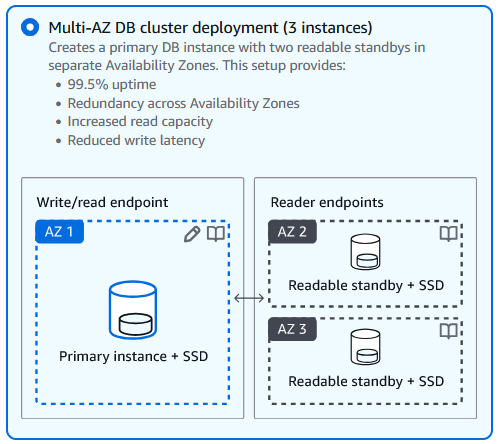 Multi-AZ DB cluster deployment (3 instances)
Creates a primary DB instance with two readable standbys in
separate Availability Zones. This setup provides:
• 99.5% uptime
• Redundancy across Availability Zones
• Increased read capacity
• Reduced write latency
Write/read endpoint
AZ 1
Primary instance + SSD
Reader endpoints
AZ 2
Readable standby + SSD
AZ 3
Readable standby + SSD